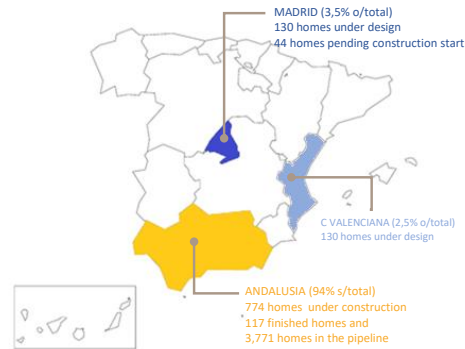 MADRID (3,5% o/total)
130 homes under design
44 homes pending construction start
C VALENCIANA (2,5% o/total)
130 homes under design
ANDALUSIA (94% s/total)
774 homes under construction
117 finished homes and
3,771 homes in the pipeline